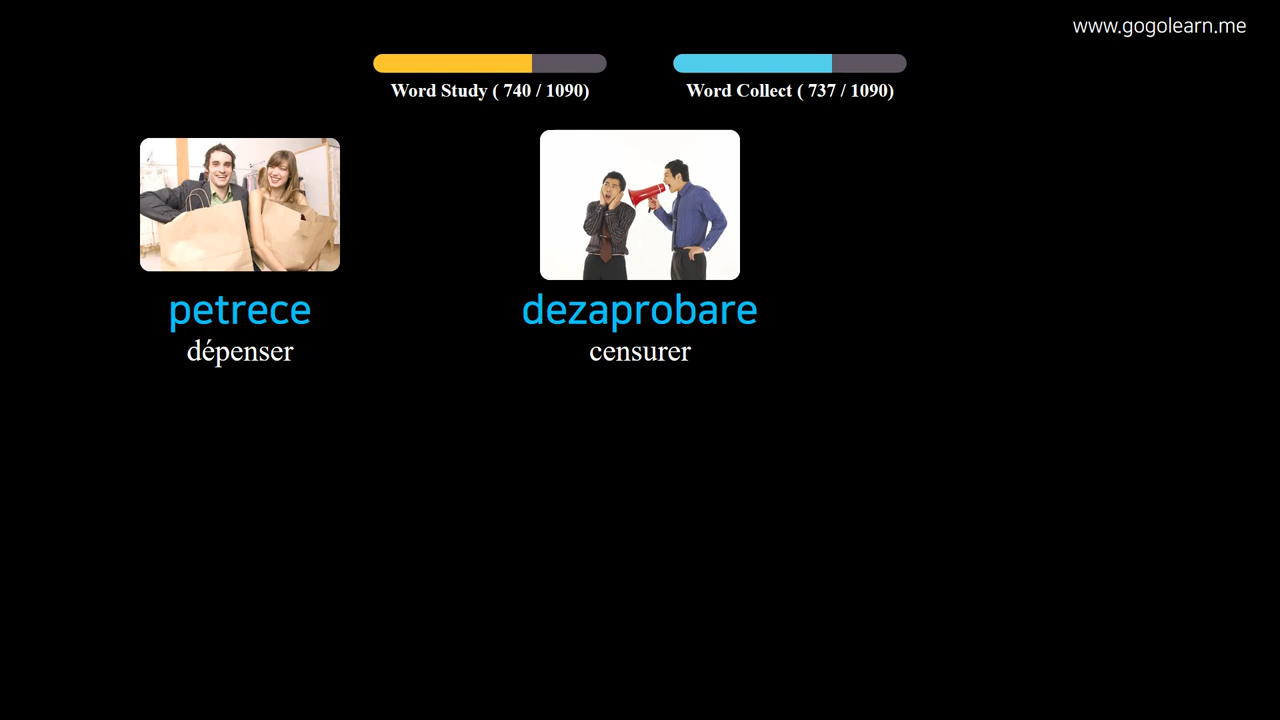 www.gogolearn.me
Word Study ( 740 / 1090)
Word Collect ( 737 / 1090)
petrece
dépenser
dezaprobare
censurer